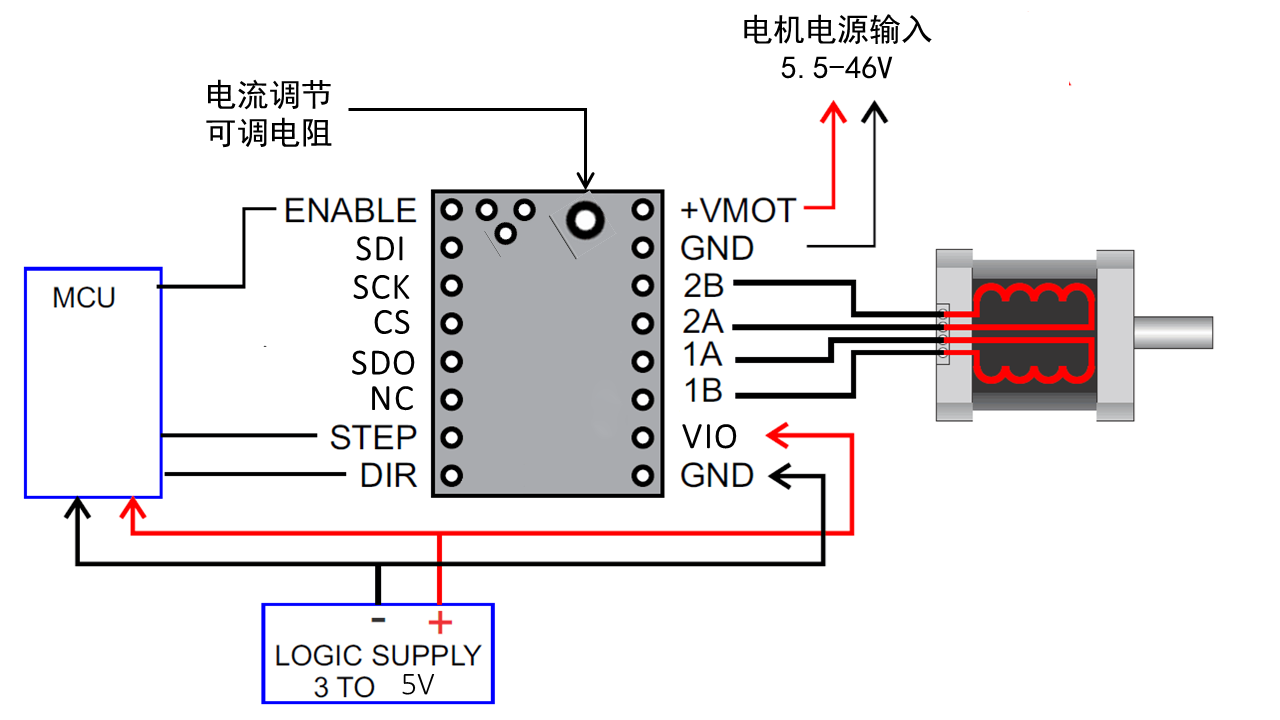 电机电源输入
5.5-46V
电流调节
可调电阻
ENABLE
SDI
SCK
CS
SDO
NC
STEP
DIR
+VMOT
GND
2B
2A
1A
1B
VIO
GND
MCU
- +
LOGIC SUPPLY
3 TO 5V